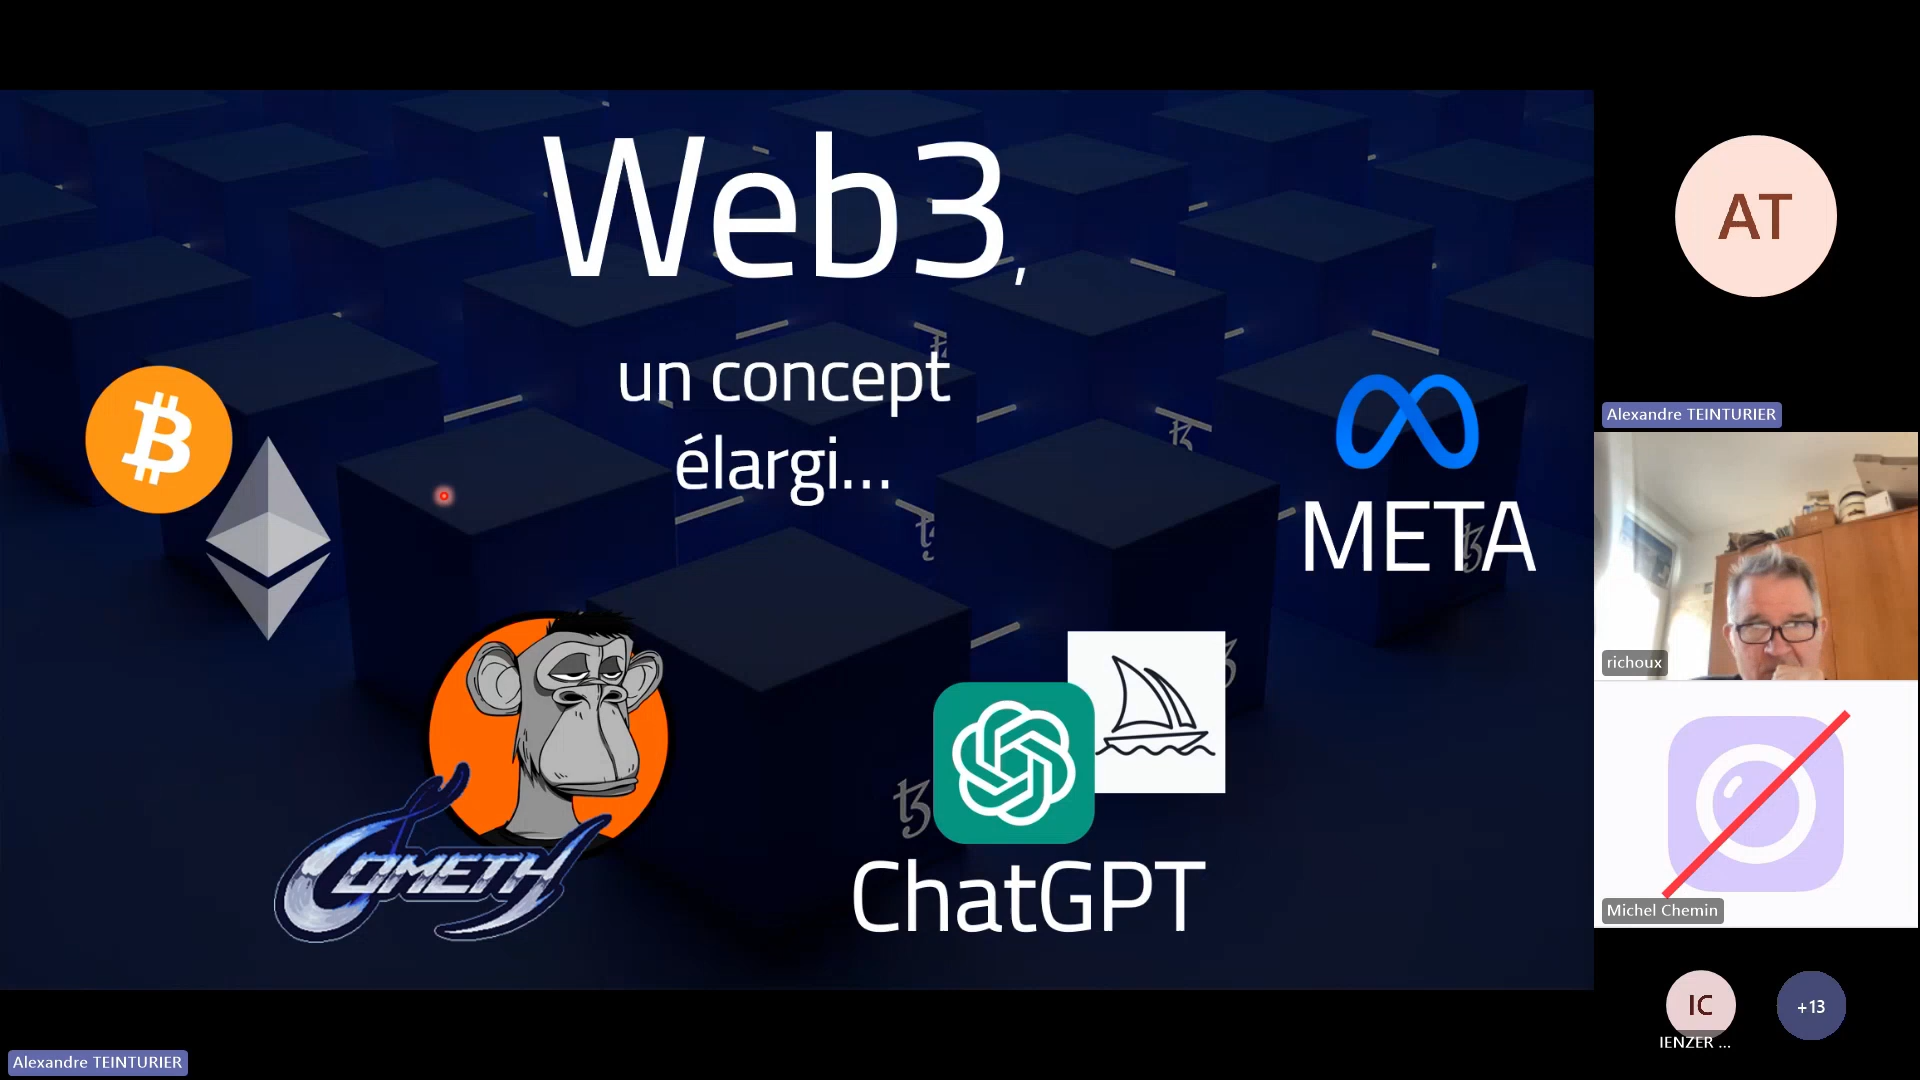 Web3,
un concept
élargi...
META
COMETH
ChatGPT
AT
Alexandre TEINTURIER
richoux
Michel Chemin
IC
+13
IENZER ...
Alexandre TEINTURIER